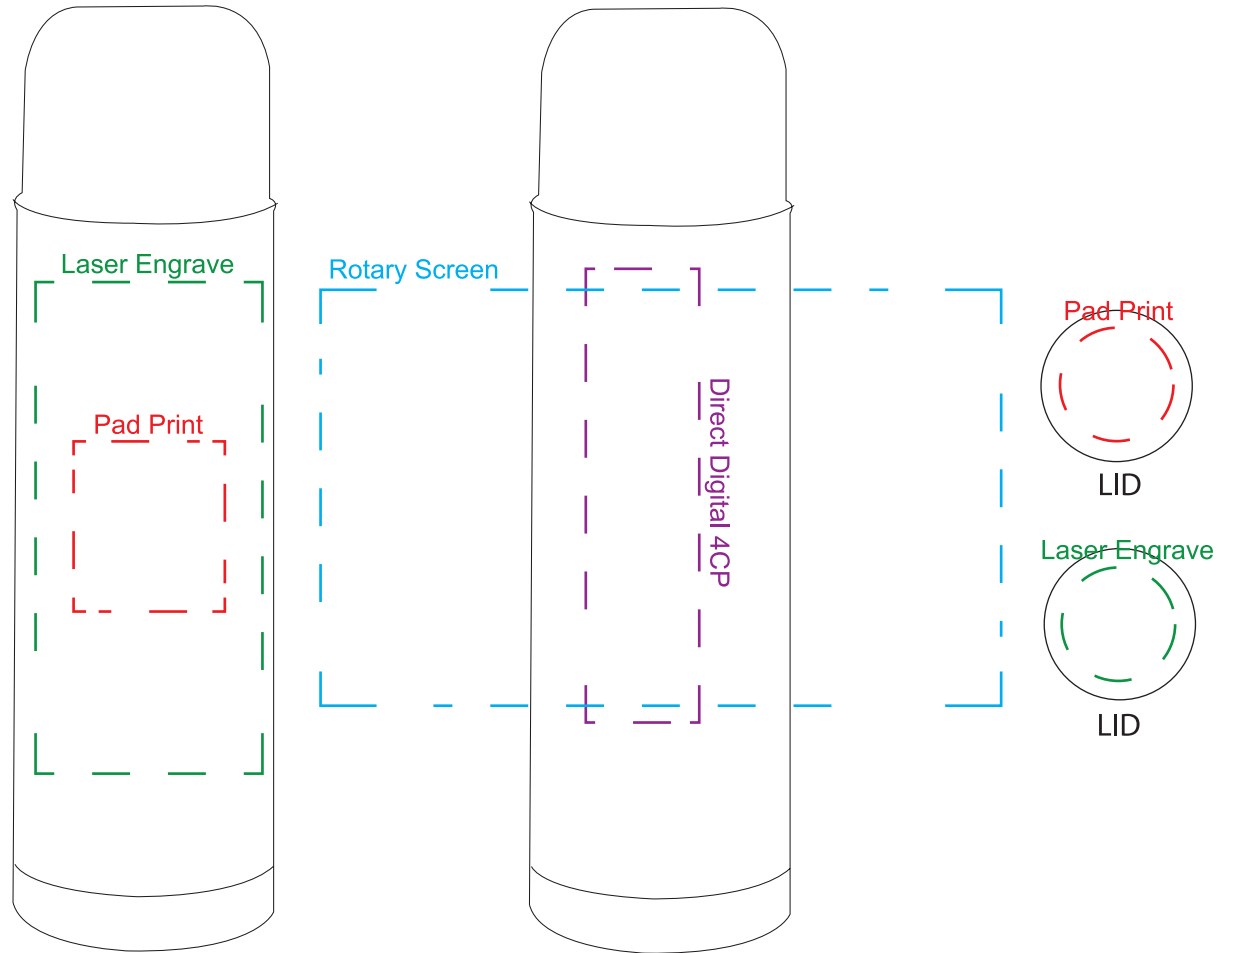 Laser Engrave
Pad Print
Rotary Screen
Direct Digital 4CP
Pad Print
LID
Laser Engrave
LID